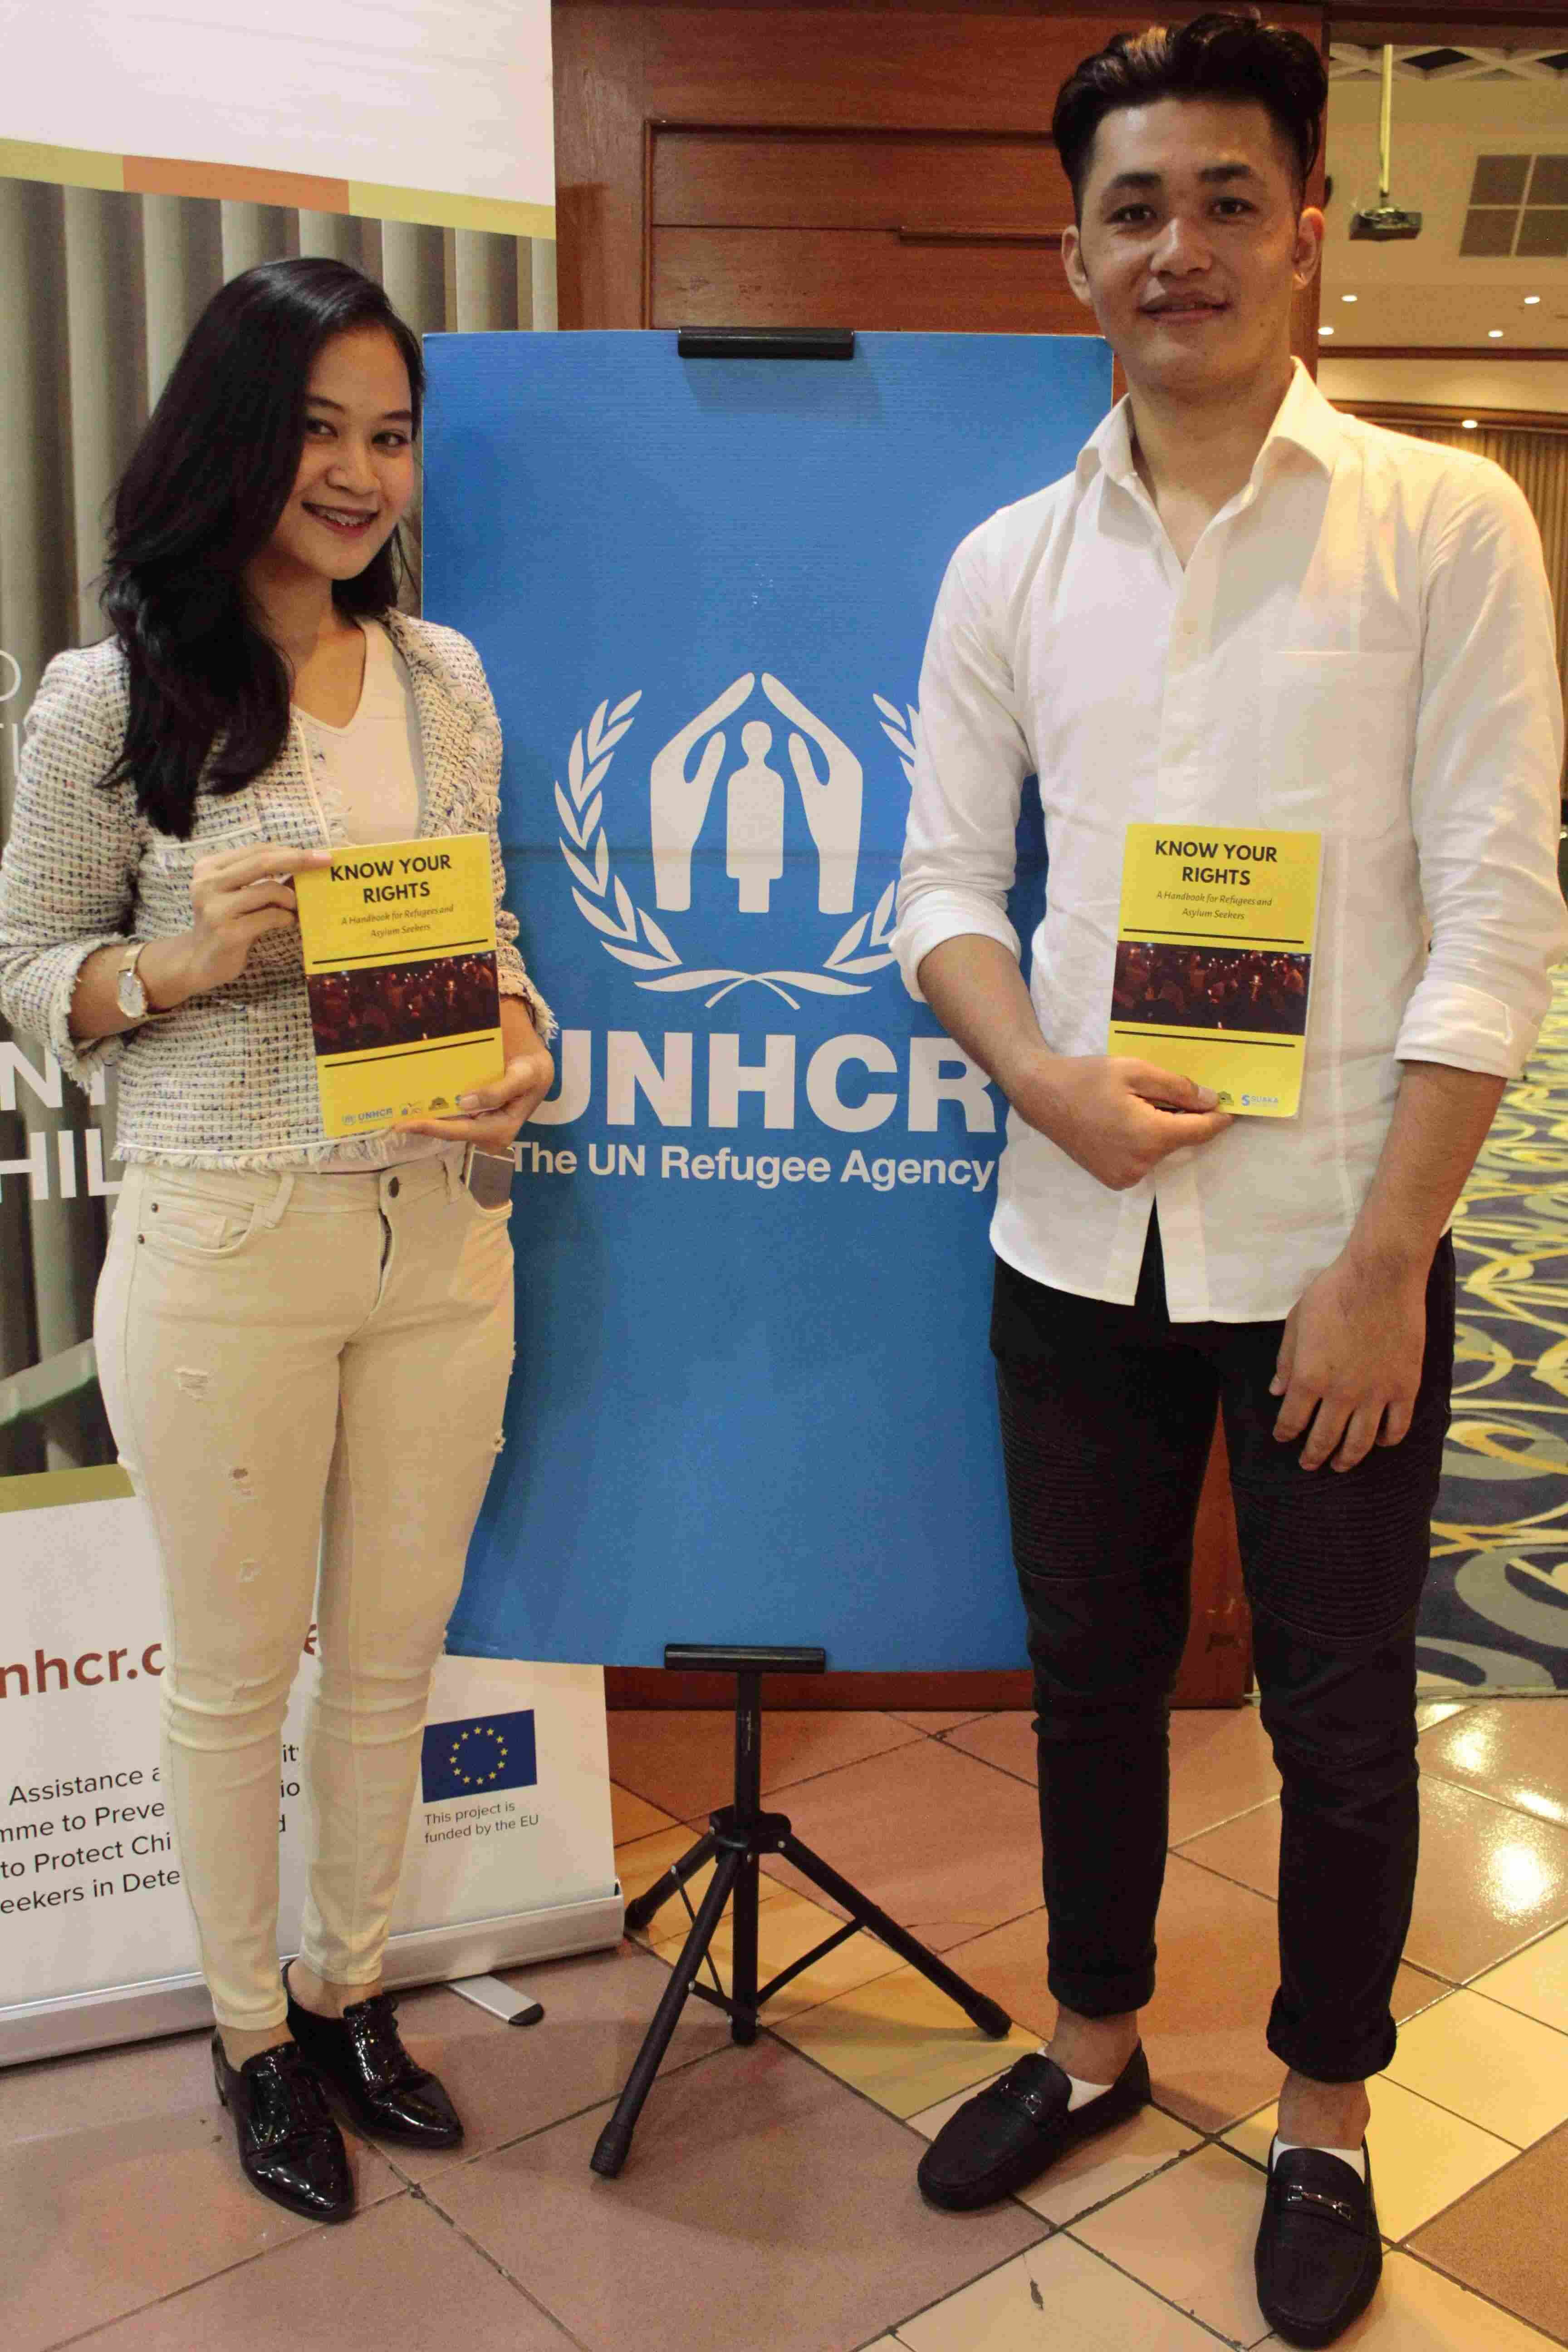 KNOW YOUR
RIGHTS
A Handbook for Refugees and
Asylum Seekers
UNHCR
KNOW YOUR
RIGHTS
A Handbook for Refugees and
Asylum Seekers
SUAKA
UNHCR
The UN Refugee Agency
nhcr.
Assistance
mme to Preve
to Protect Chi
eekers in Dete
This project is
funded by the EU